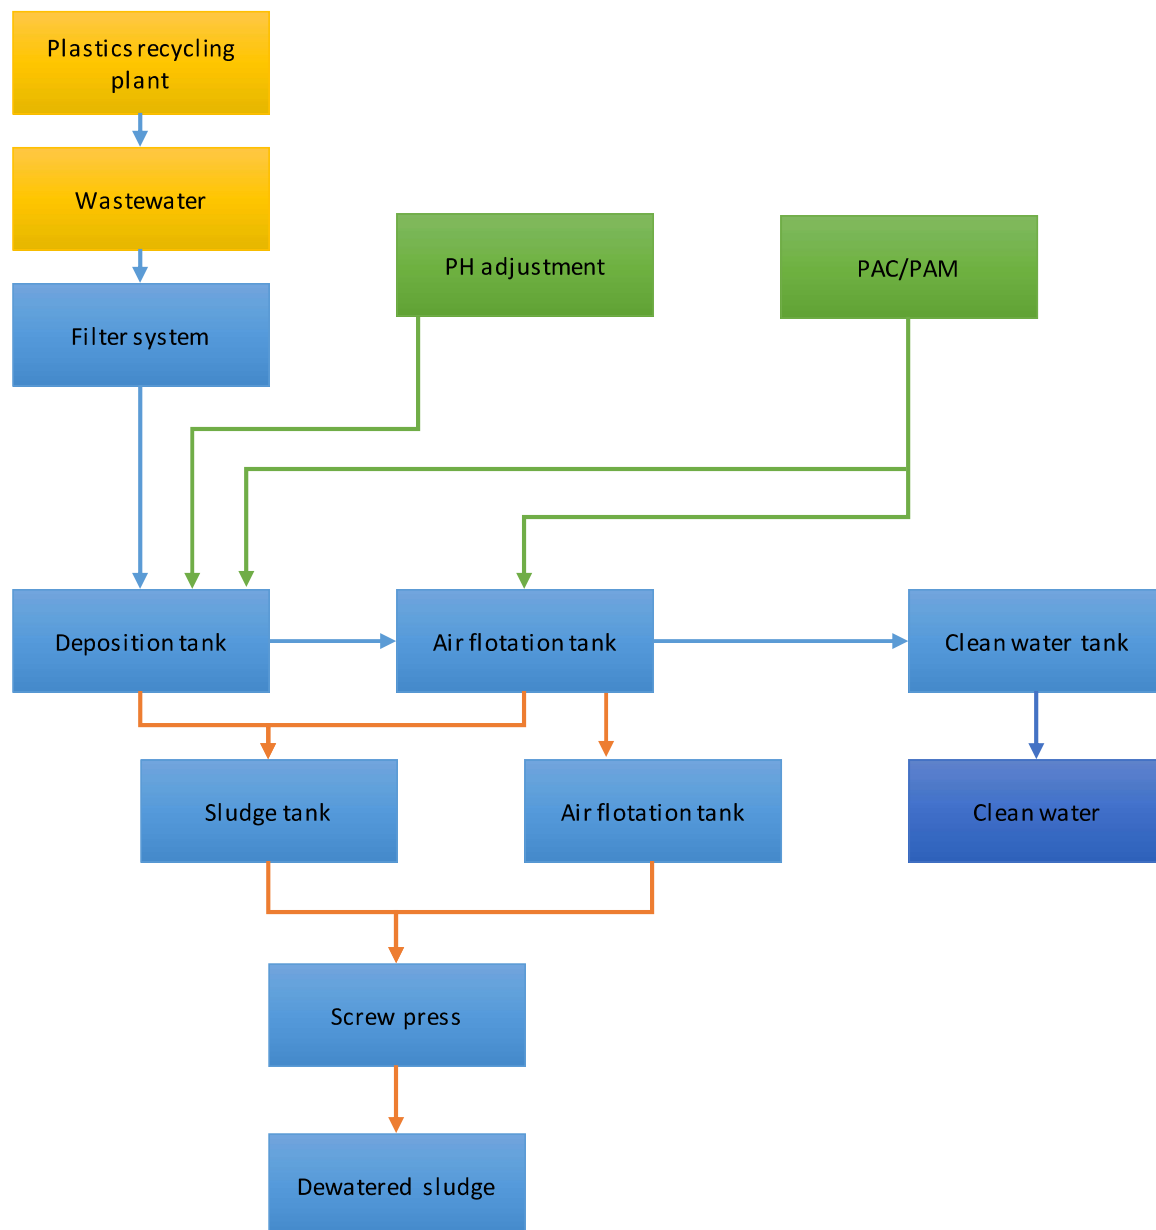 Plastics recycling
plant
Wastewater
PH adjustment
PAC/PAM
Filter system
Deposition tank
Air flotation tank
Clean water tank
Sludge tank
Air flotation tank
Clean water
Screw press
Dewatered sludge